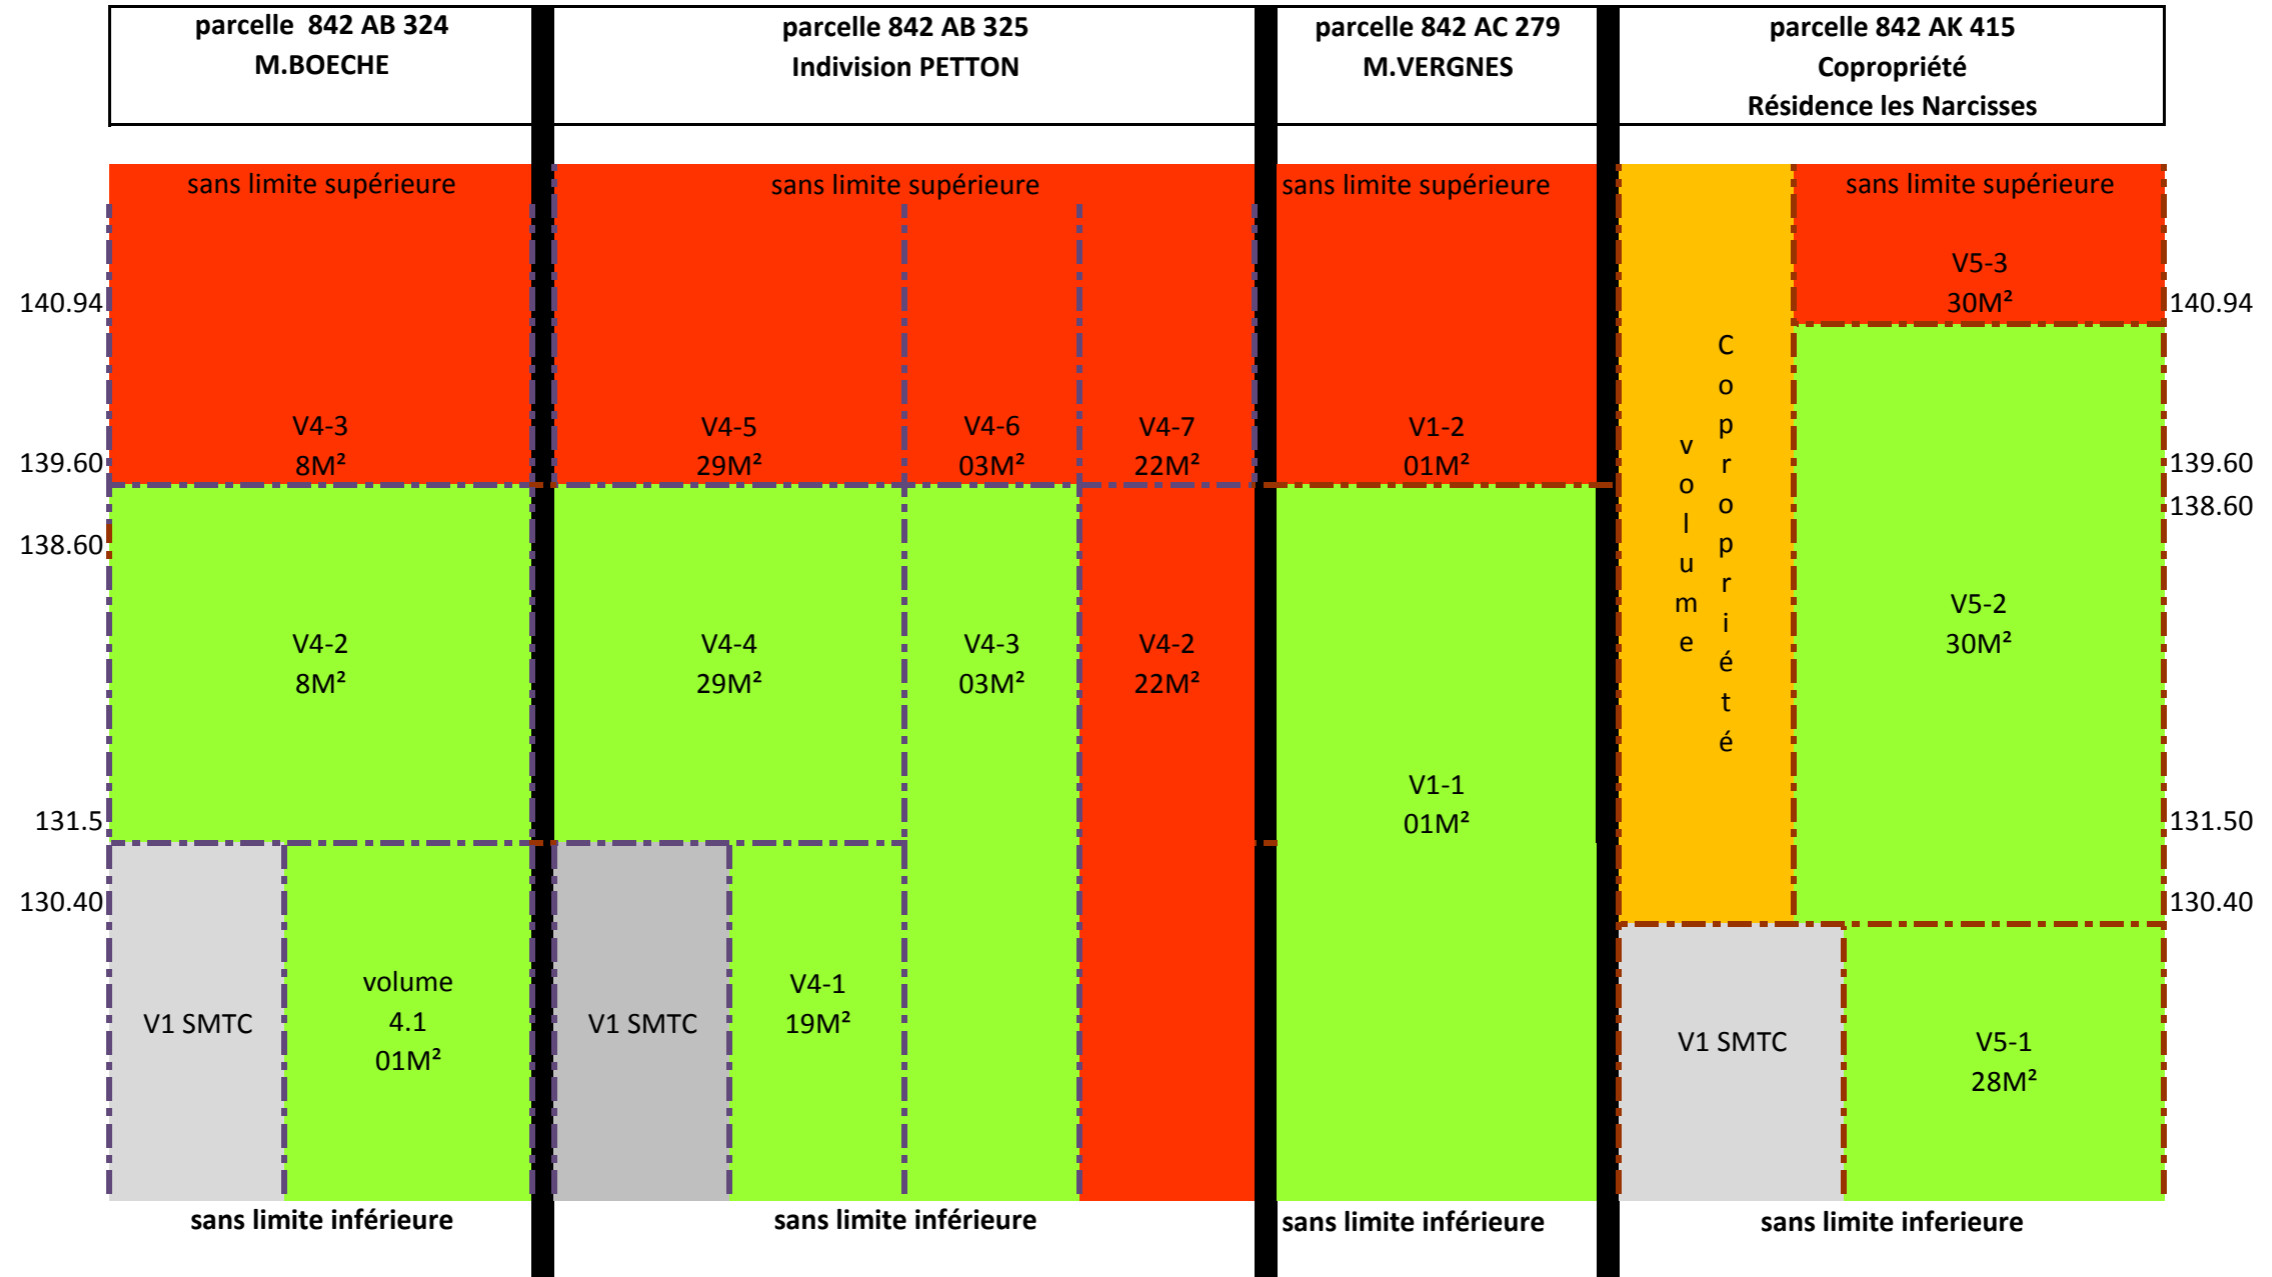 parcelle 842 AB 324
M.BOECHE
parcelle 842 AB 325
Indivision PETTON
parcelle 842 AC 279
M.VERGNES
parcelle 842 AK 415
Copropriété
Résidence les Narcisses
sans limite supérieure
sans limite supérieure
sans limite supérieure
sans limite supérieure
V5-3
30M²
140.94
140.94
V4-3
8M²
V4-5
29M²
V4-6
03M²
V4-7
22M²
V1-2
01M²
139.60
139.60
138.60
138.60
volume
Copropriété
V4-2
8M²
V4-4
29M²
V4-3
03M²
V4-2
22M²
V5-2
30M²
V1-1
01M²
131.5
131.50
130.40
130.40
V1 SMTC
volume
4.1
01M²
V1 SMTC
V4-1
19M²
V1 SMTC
V5-1
28M²
sans limite inférieure
sans limite inférieure
sans limite inférieure
sans limite inferieure